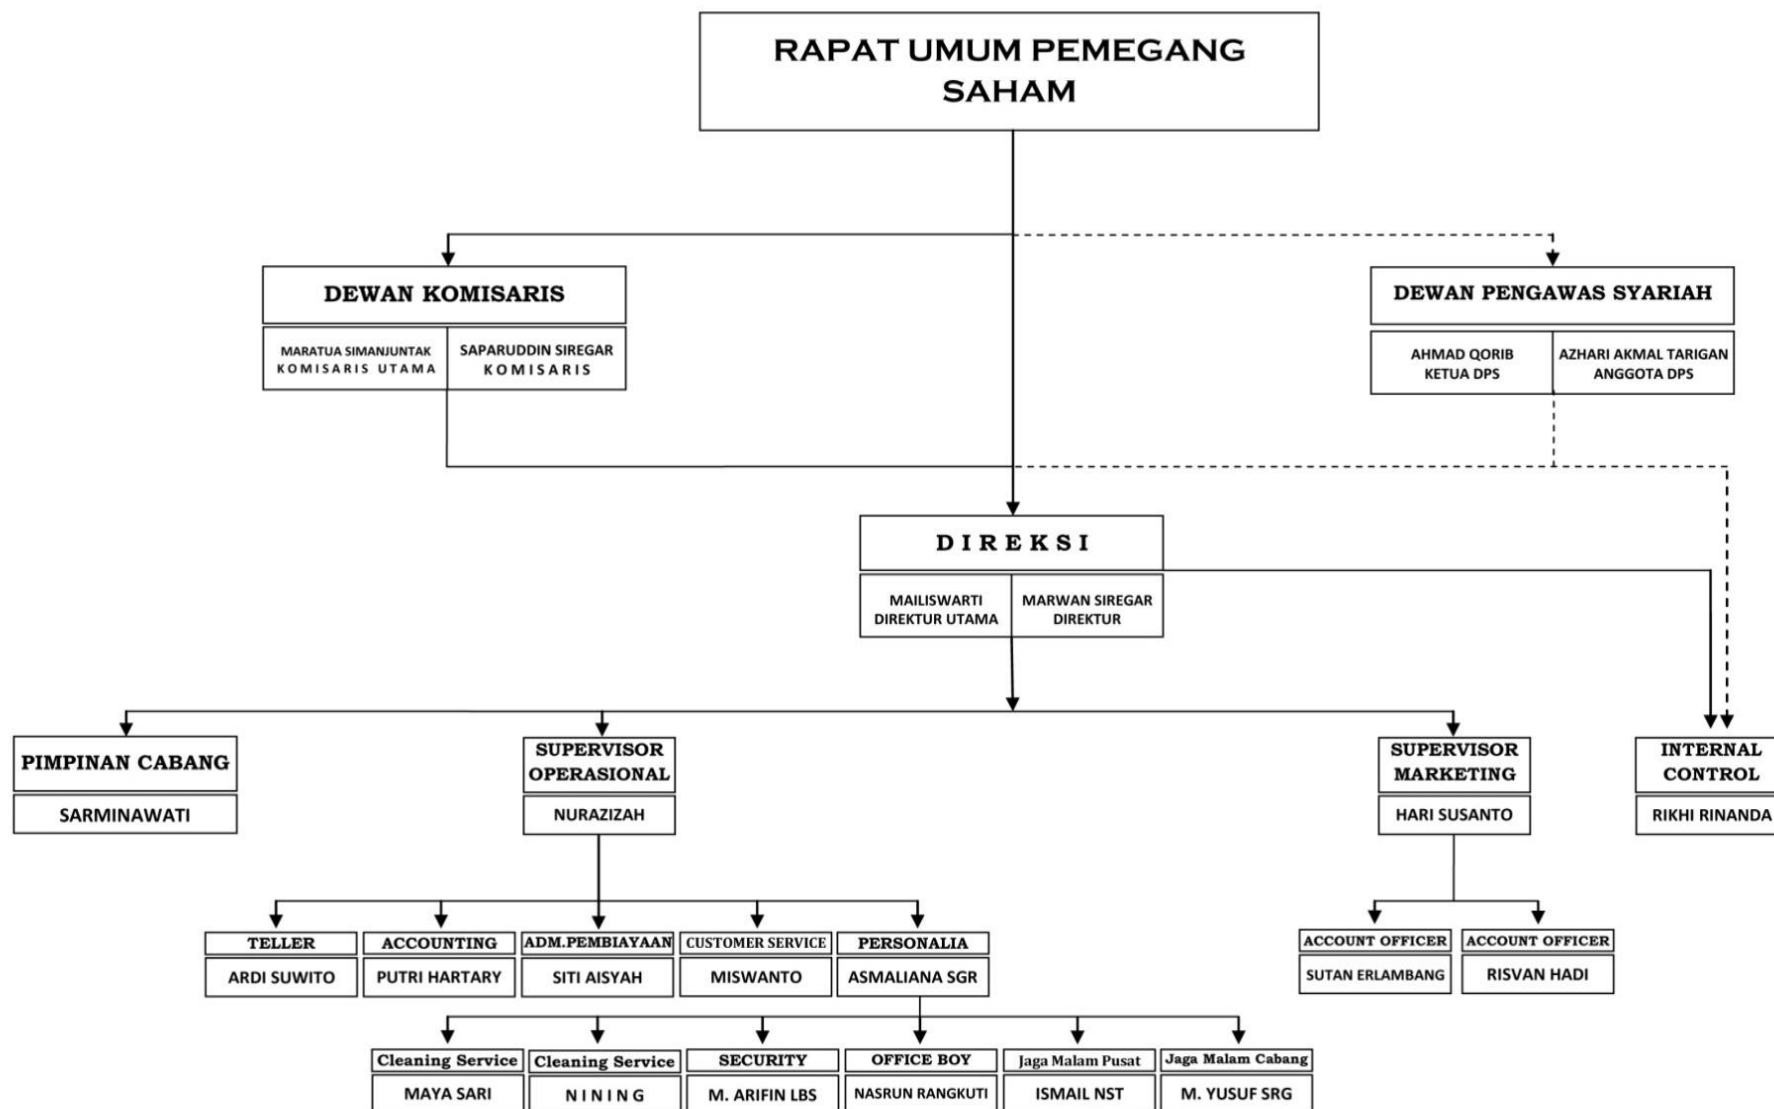 RAPAT UMUM PEMEGANG
SAHAM
DEWAN KOMISARIS
MARATUA SIMANJUNTAK
KOMISARIS UTAMA
SAPARUDDIN SIREGAR
KOMISARIS
DEWAN PENGAWAS SYARIAH
AHMAD QORIB
KETUA DPS
AZHARI AKMAL TARIGAN
ANGGOTA DPS
DIREKSI
MAILISWARTI
DIREKTUR UTAMA
MARWAN SIREGAR
DIREKTUR
PIMPINAN CABANG
SARMINAWATI
SUPERVISOR
OPERASIONAL
NURAZIZAH
SUPERVISOR
MARKETING
HARI SUSANTO
INTERNAL
CONTROL
RIKHI RINANDA
TELLER
ARDI SUWITO
ACCOUNTING
PUTRI HARTARY
ADM.PEMBIAYAAN
SITI AISYAH
CUSTOMER SERVICE
MISWANTO
PERSONALIA
ASMALIANA SGR
ACCOUNT OFFICER
SUTAN ERLAMBANG
ACCOUNT OFFICER
RISVAN HADI
Cleaning Service
MAYA SARI
Cleaning Service
NINING
SECURITY
M. ARIFIN LBS
OFFICE BOY
NASRUN RANGKUTI
Jaga Malam Pusat
ISMAIL NST
Jaga Malam Cabang
M. YUSUF SRG